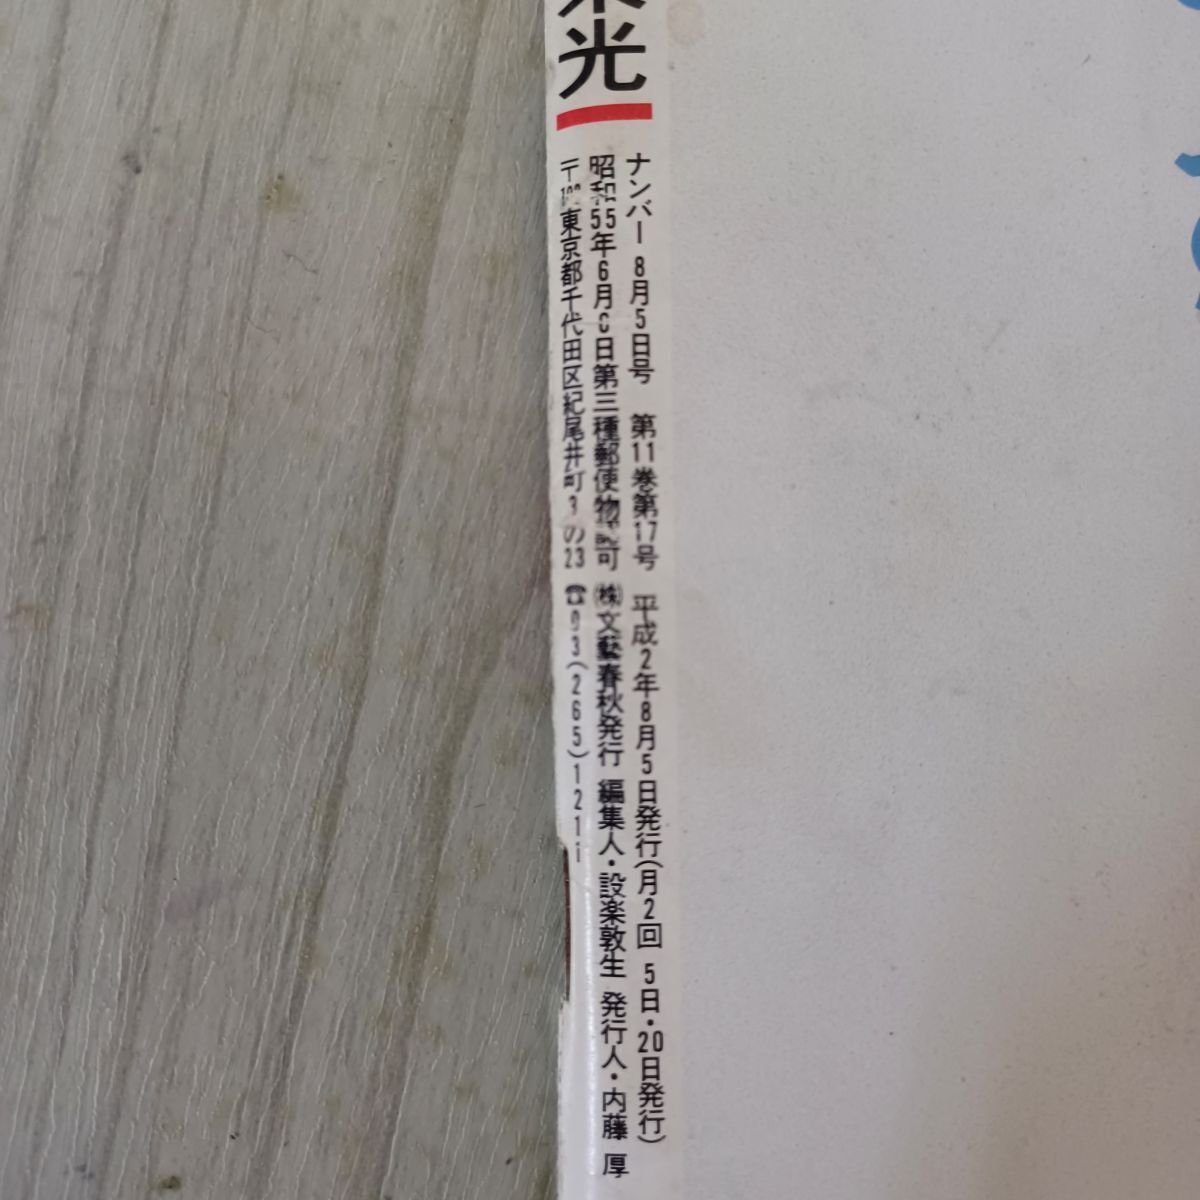 光
ナンバー 8月5日号 第11巻第17号 平成2年8月5日発行(月2回 5日・20日発行)
昭和55年6月 日第三種郵便物認可 ㈱文藝春秋発行 編集人・設楽敦生 発行人・内藤 厚
〒102東京都千代田区紀尾井町3の23 ☎03(265)1211